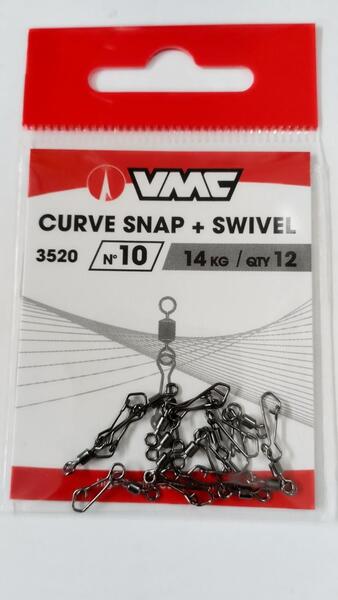 VMC
CURVE SNAP + SWIVEL
3520 N° 10 14 KG / QTY 12